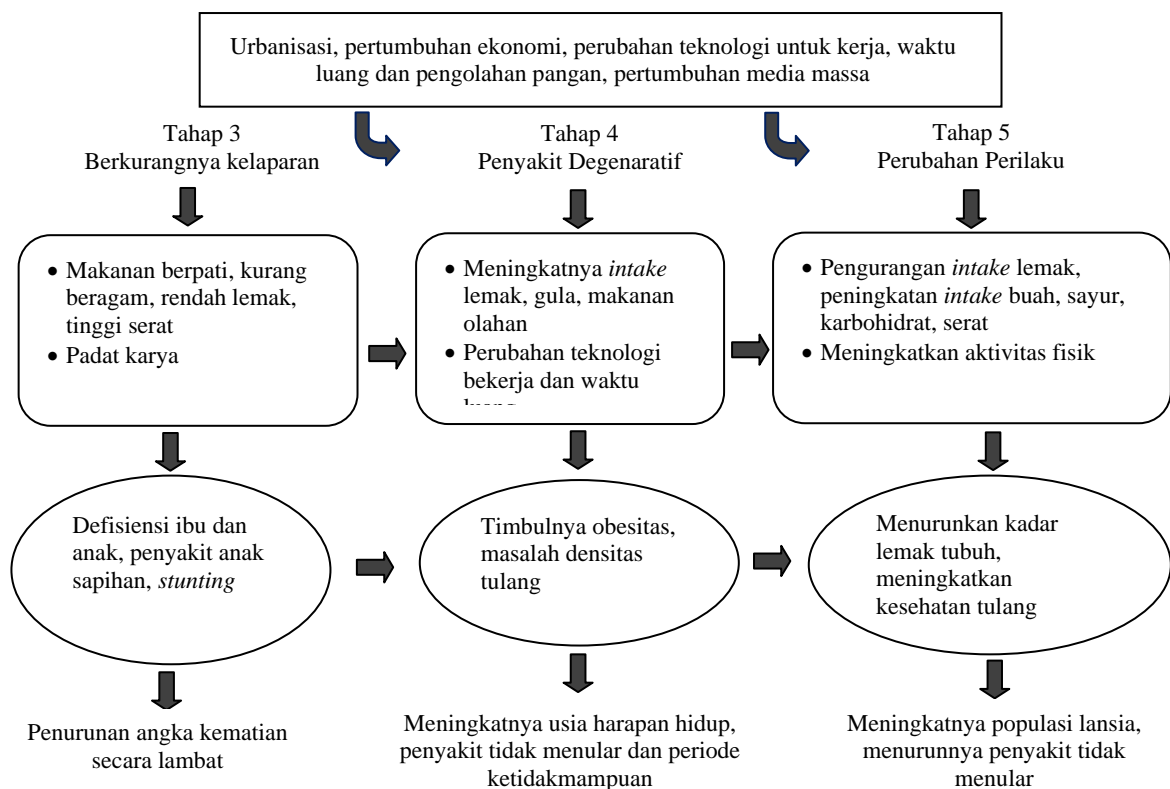 Urbanisasi, pertumbuhan ekonomi, perubahan teknologi untuk kerja, waktu
luang dan pengolahan pangan, pertumbuhan media massa
Tahap 3
Berkurangnya kelaparan
Tahap 4
Penyakit Degenaratif
Tahap 5
Perubahan Perilaku
• Makanan berpati, kurang
beragam, rendah lemak,
tinggi serat
• Padat karya
• Meningkatnya intake
lemak, gula, makanan
olahan
• Perubahan teknologi
bekerja dan waktu
• Pengurangan intake lemak,
peningkatan intake buah, sayur,
karbohidrat, serat
• Meningkatkan aktivitas fisik
Defisiensi ibu dan
anak, penyakit anak
sapihan, stunting
Timbulnya obesitas,
masalah densitas
tulang
Menurunkan kadar
lemak tubuh,
meningkatkan
kesehatan tulang
Penurunan angka kematian
secara lambat
Meningkatnya usia harapan hidup,
penyakit tidak menular dan periode
ketidakmampuan
Meningkatnya populasi lansia,
menurunnya penyakit tidak
menular